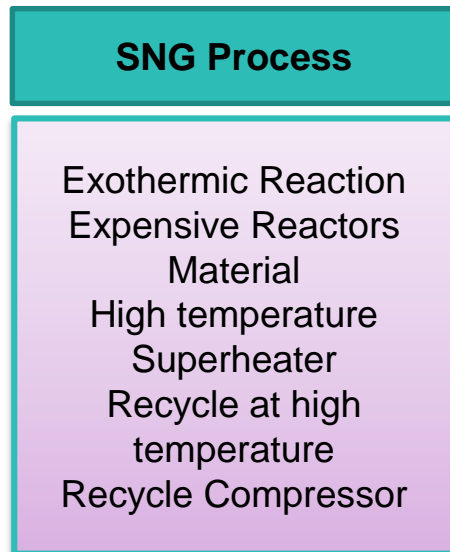 SNG Process
Exothermic Reaction
Expensive Reactors
Material
High temperature
Superheater
Recycle at high
temperature
Recycle Compressor